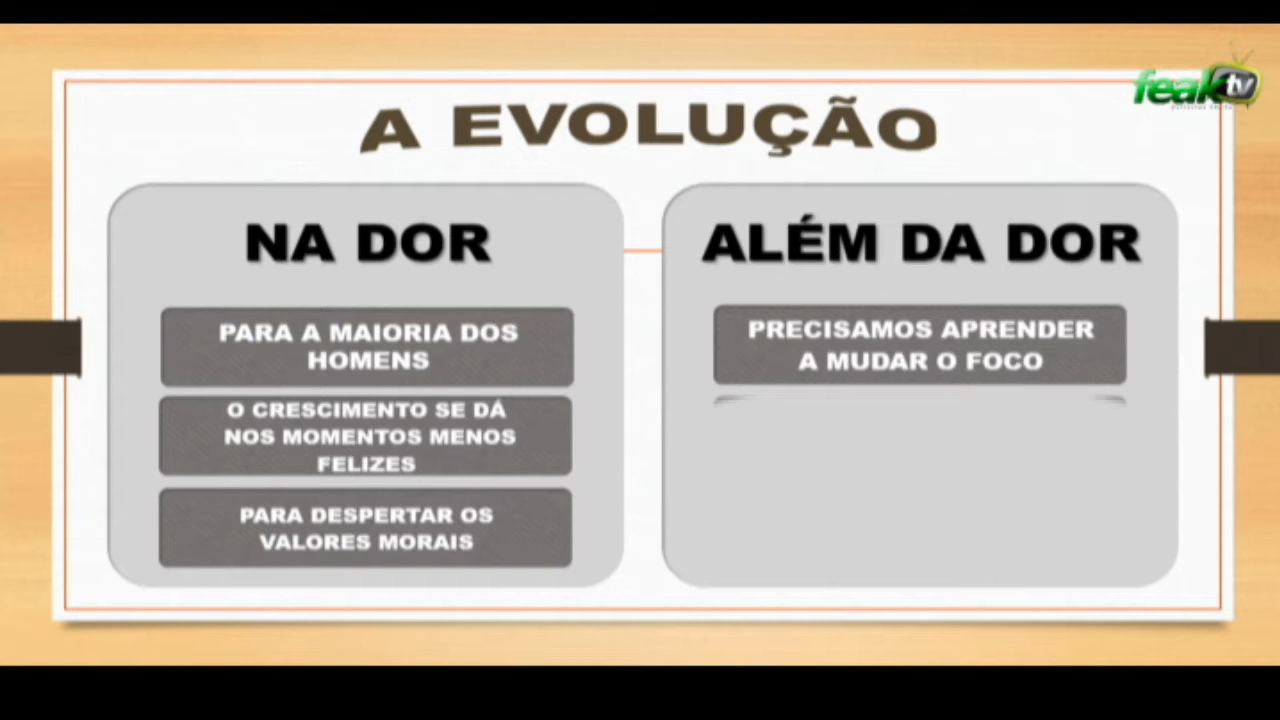 feak tv
A EVOLUÇÃO
NA DOR
PARA A MAIORIA DOS
HOMENS
O CRESCIMENTO SE DÁ
NOS MOMENTOS MENOS
FELIZES
PARA DESPERTAR OS
VALORES MORAIS
ALÉM DA DOR
PRECISAMOS APRENDER
A MUDAR O FOCO